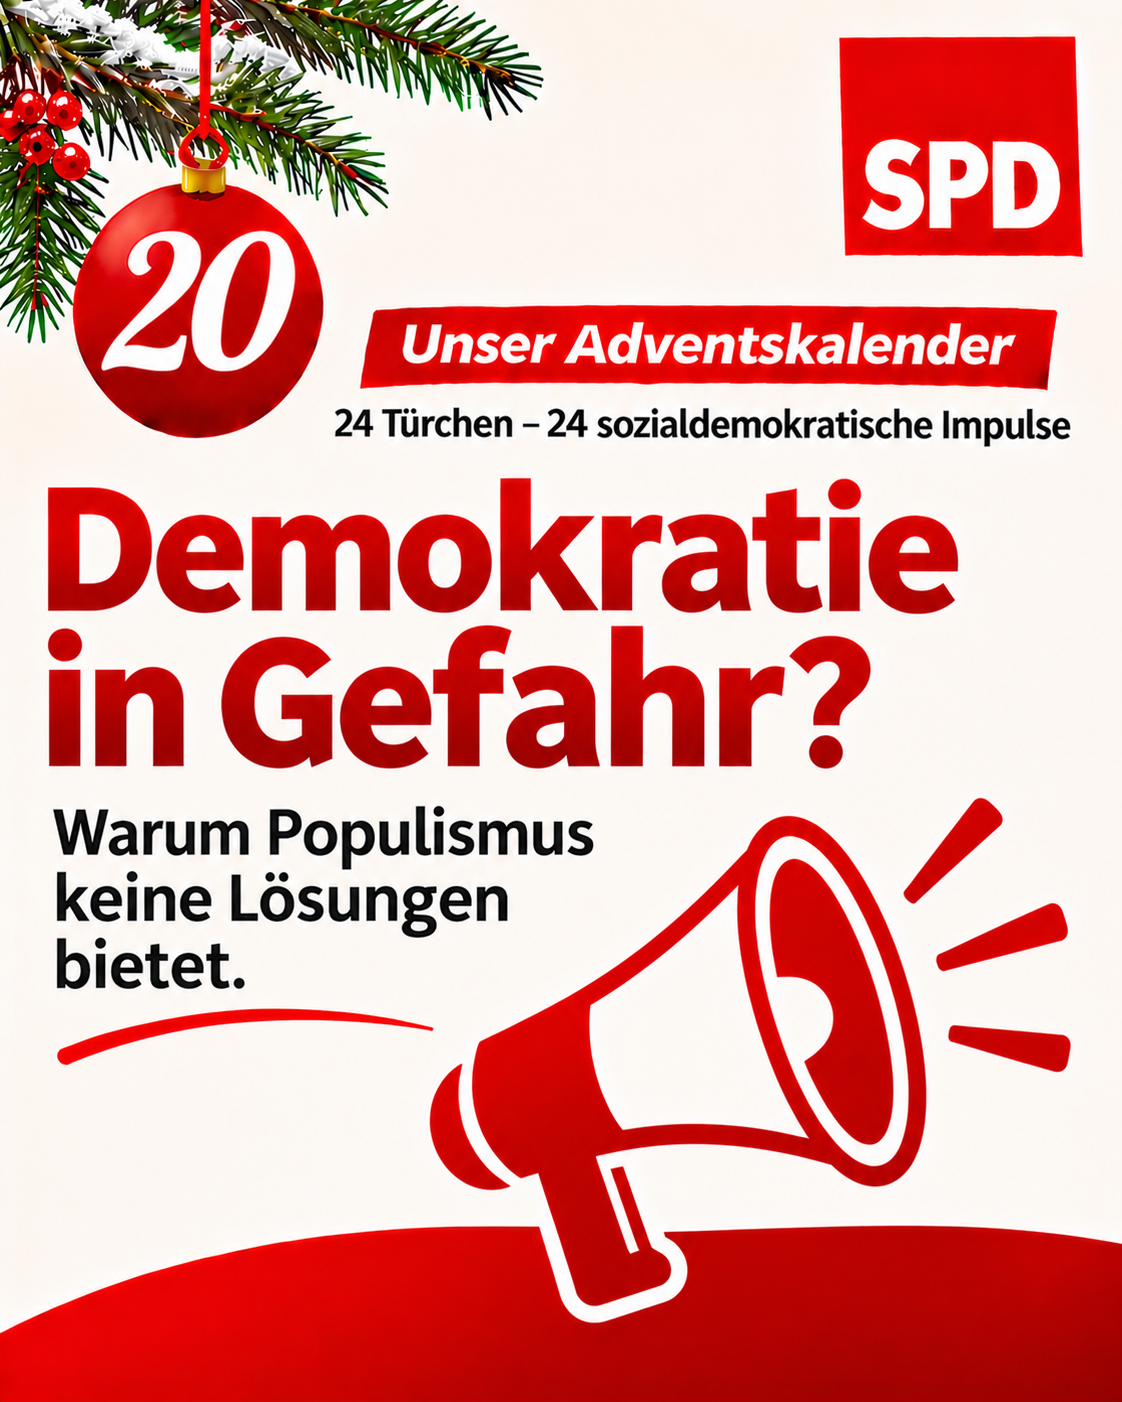 SPD
20
Unser Adventskalender
24 Türchen – 24 sozialdemokratische Impulse
Demokratie
in Gefahr?
Warum Populismus
keine Lösungen
bietet.